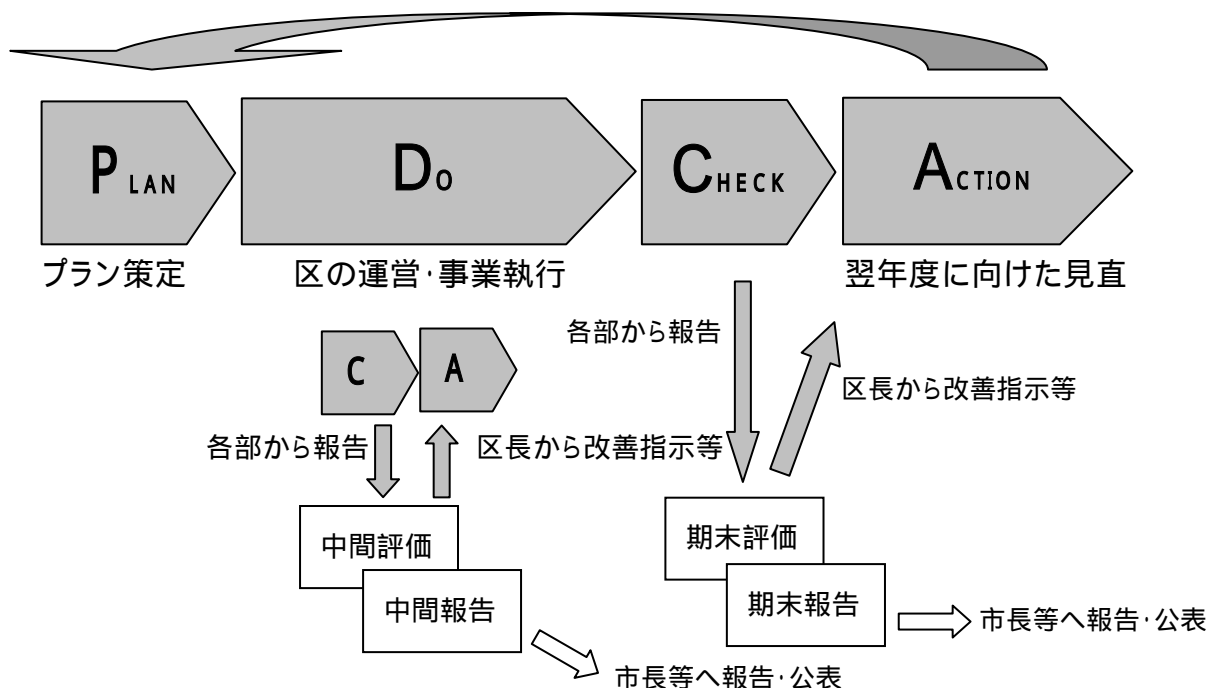 PLAN
DO
CHECK
ACTION
プラン策定
区の運営・事業執行
翌年度に向けた見直
各部から報告
区長から改善指示等
C
A
各部から報告
区長から改善指示等
中間評価
中間報告
期末評価
期末報告
市長等へ報告・公表
市長等へ報告・公表